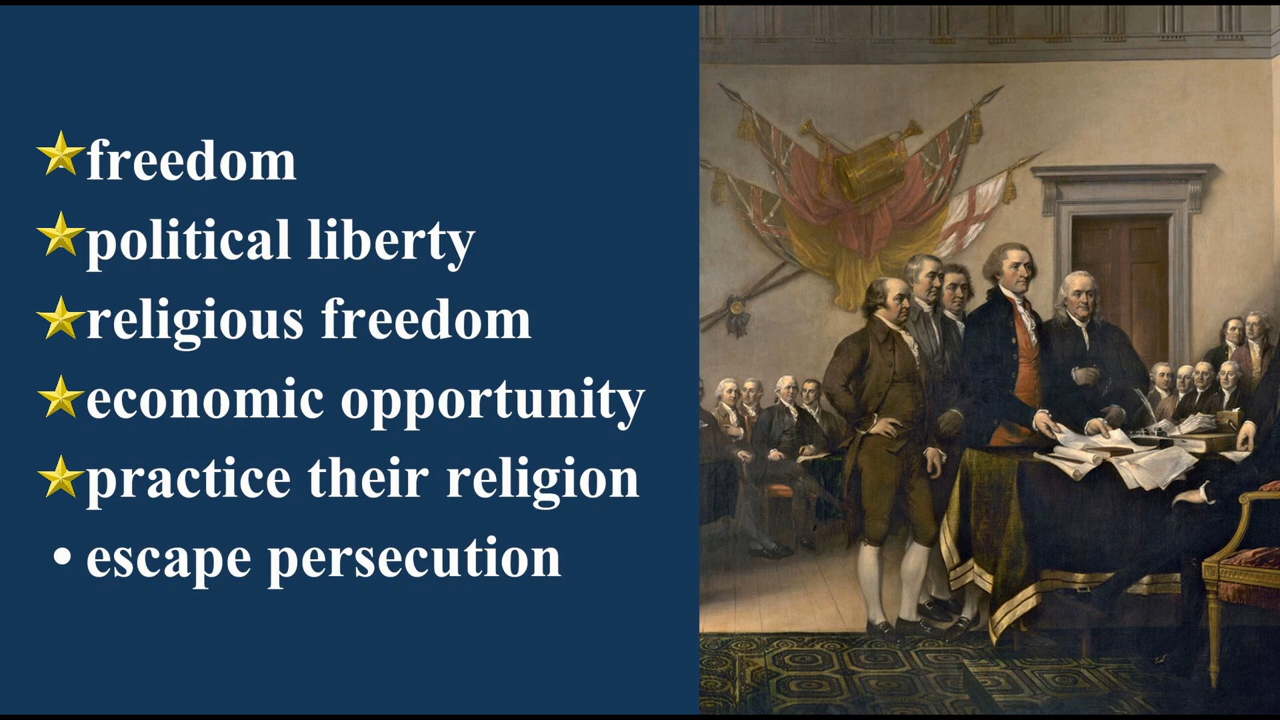 freedom
political liberty
religious freedom
economic opportunity
practice their religion
• escape persecution